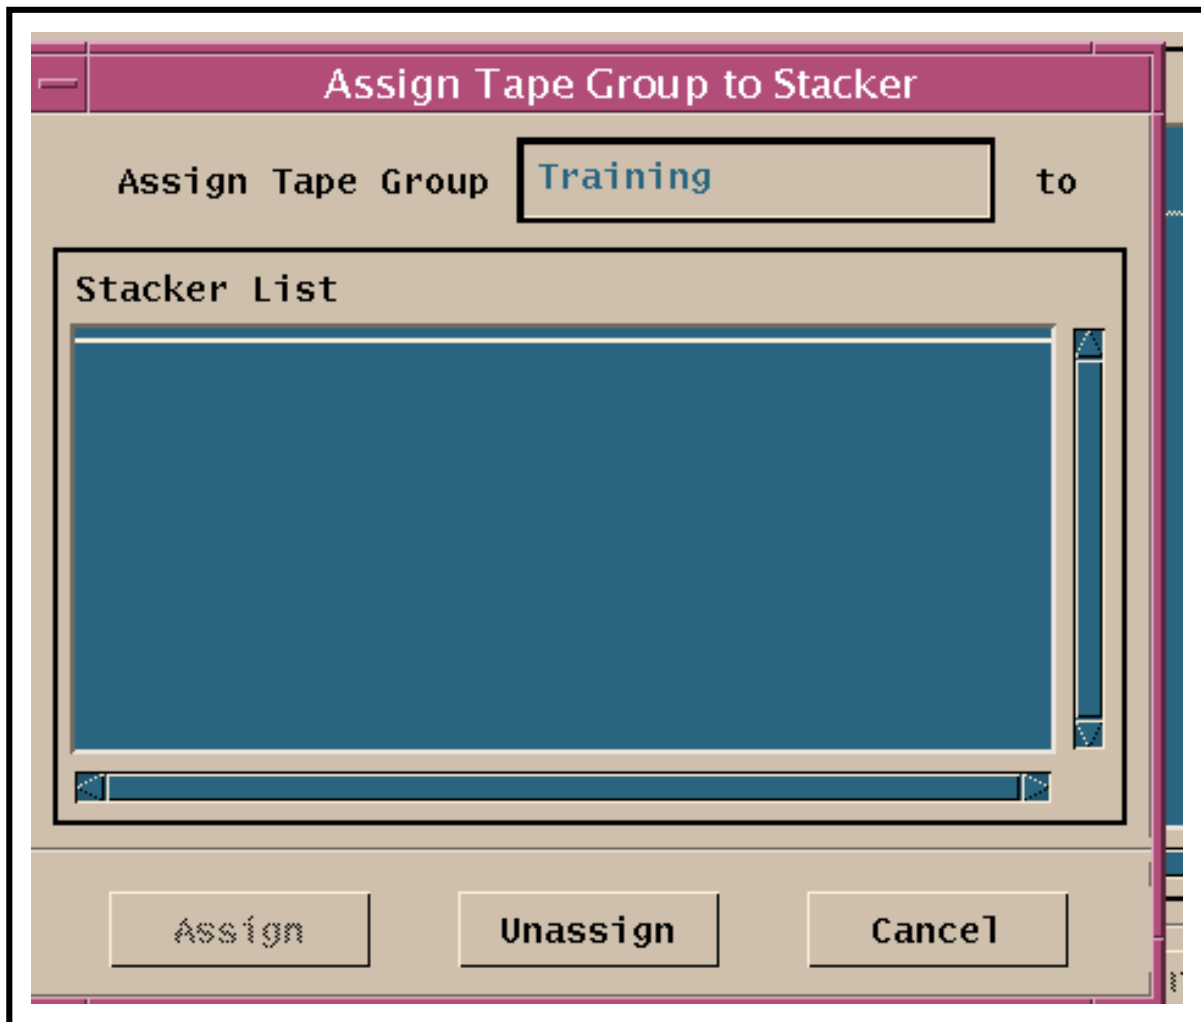 Assign Tape Group to Stacker
Assign Tape Group Training to
Stacker List
Assign Unassign Cancel